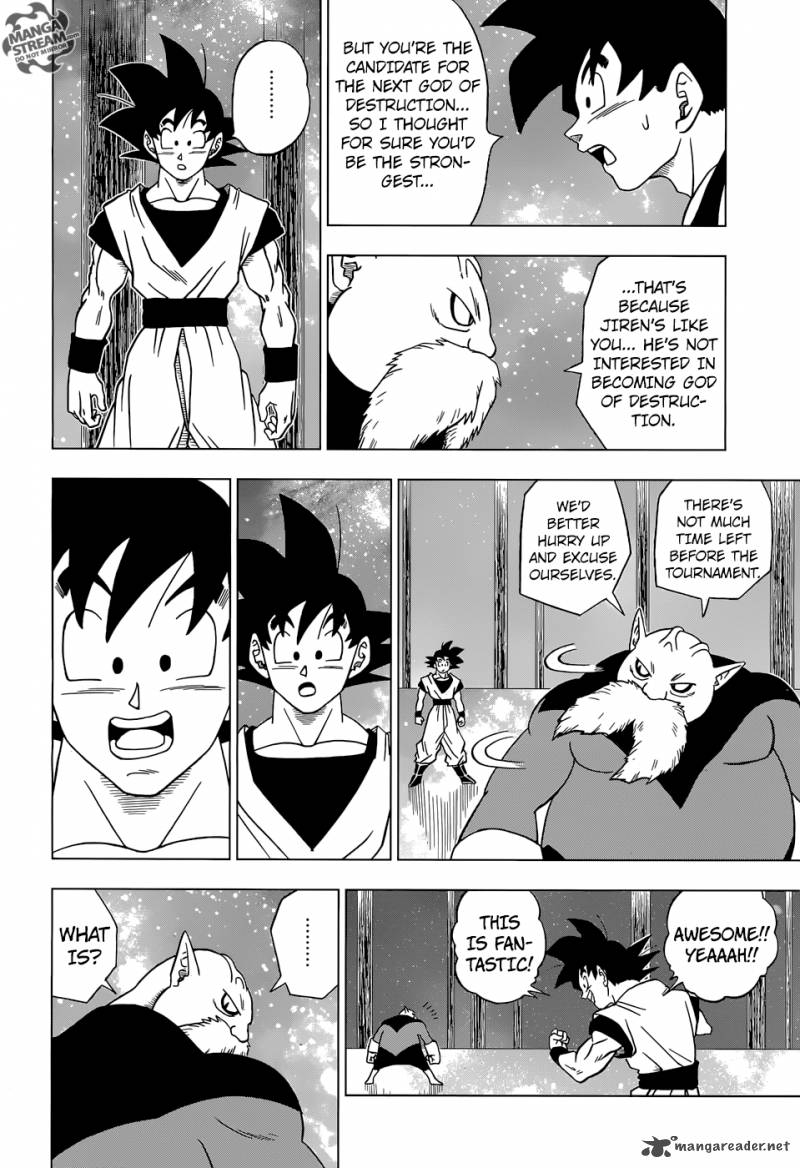 MANGA
STREAM
DO NOT MIRROR
BUT YOU'RE THE
CANDIDATE FOR
THE NEXT GOD OF
DESTRUCTION...
SO I THOUGHT
FOR SURE YOU'D
BE THE STRON-
GEST...
.........
...THAT'S
BECAUSE
JIREN'S LIKE
YOU... HE'S NOT
INTERESTED IN
BECOMING GOD
OF DESTRUC-
TION.
THERE'S
NOT MUCH
TIME LEFT
BEFORE THE
TOURNAMENT.
WE'D
BETTER
HURRY UP
AND EXCUSE
OURSELVES.
AWESOME!!
YEAAAH!!
THIS
IS FAN-
TASTIC!
.........
WHAT
IS?
mangareader.net